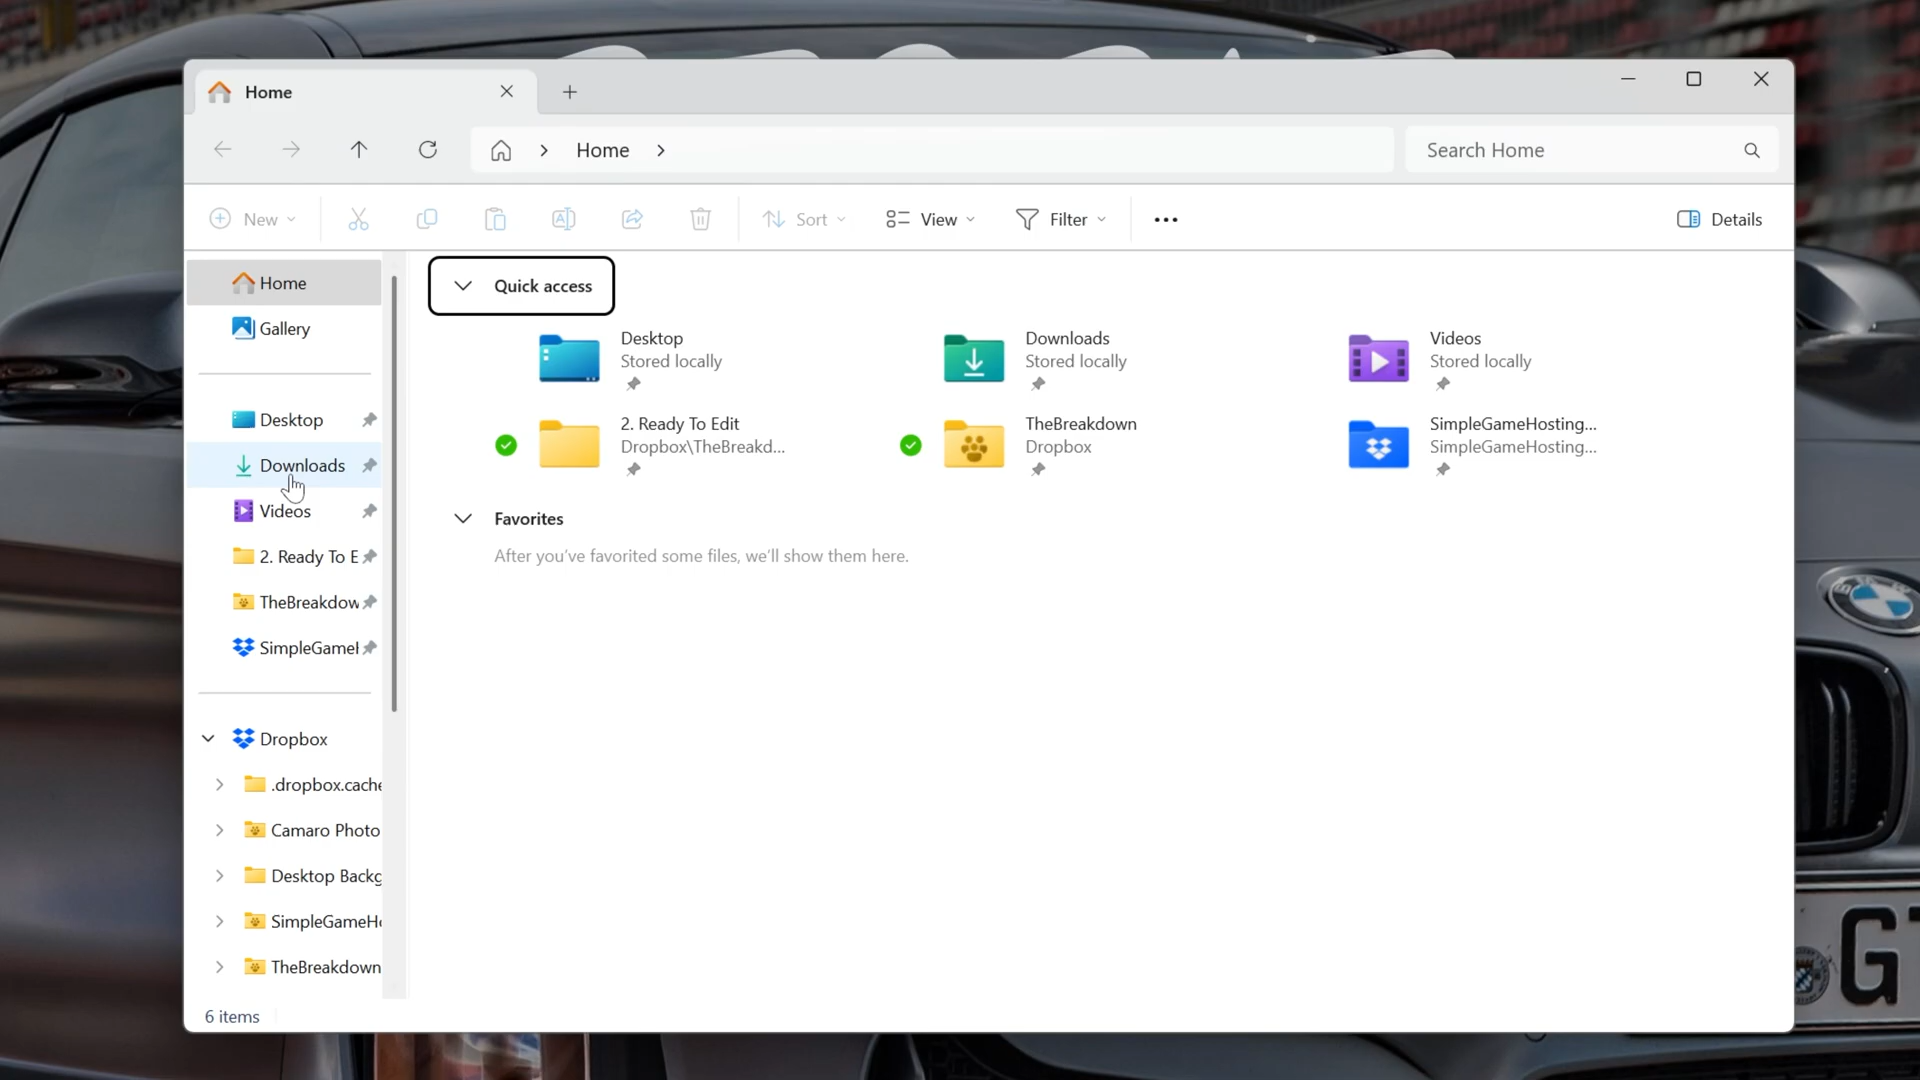 Home
Home
Search Home
New
Sort
View
Filter
Details
Home
Gallery
Desktop
Downloads
Videos
2. Ready To E
TheBreakdow
SimpleGameH
Dropbox
.dropbox.cache
Camaro Photo
Desktop Backg
SimpleGameHo
TheBreakdown
Quick access
Desktop
Stored locally
Downloads
Stored locally
Videos
Stored locally
2. Ready To Edit
Dropbox\TheBreakd...
TheBreakdown
Dropbox
SimpleGameHosting...
SimpleGameHosting...
Favorites
After you've favorited some files, we'll show them here.
6 items
BMW
G